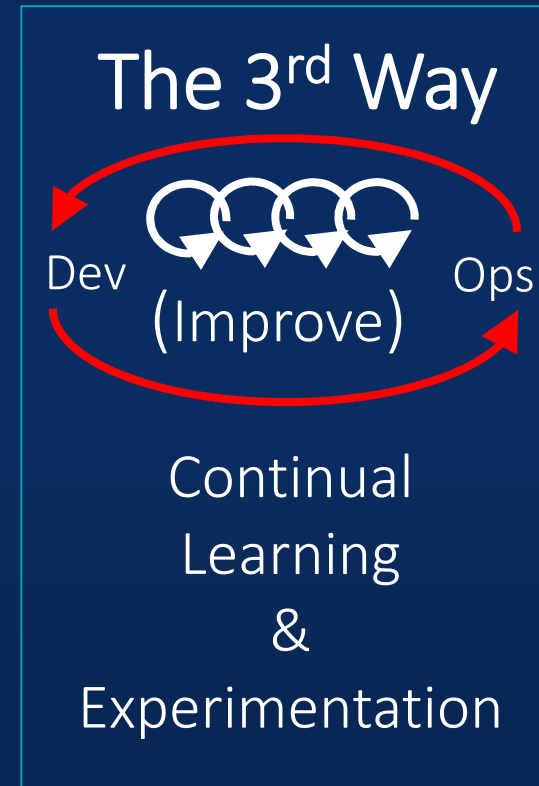 The 3rd Way
Dev
Ops
(Improve)
Continual
Learning
&
Experimentation